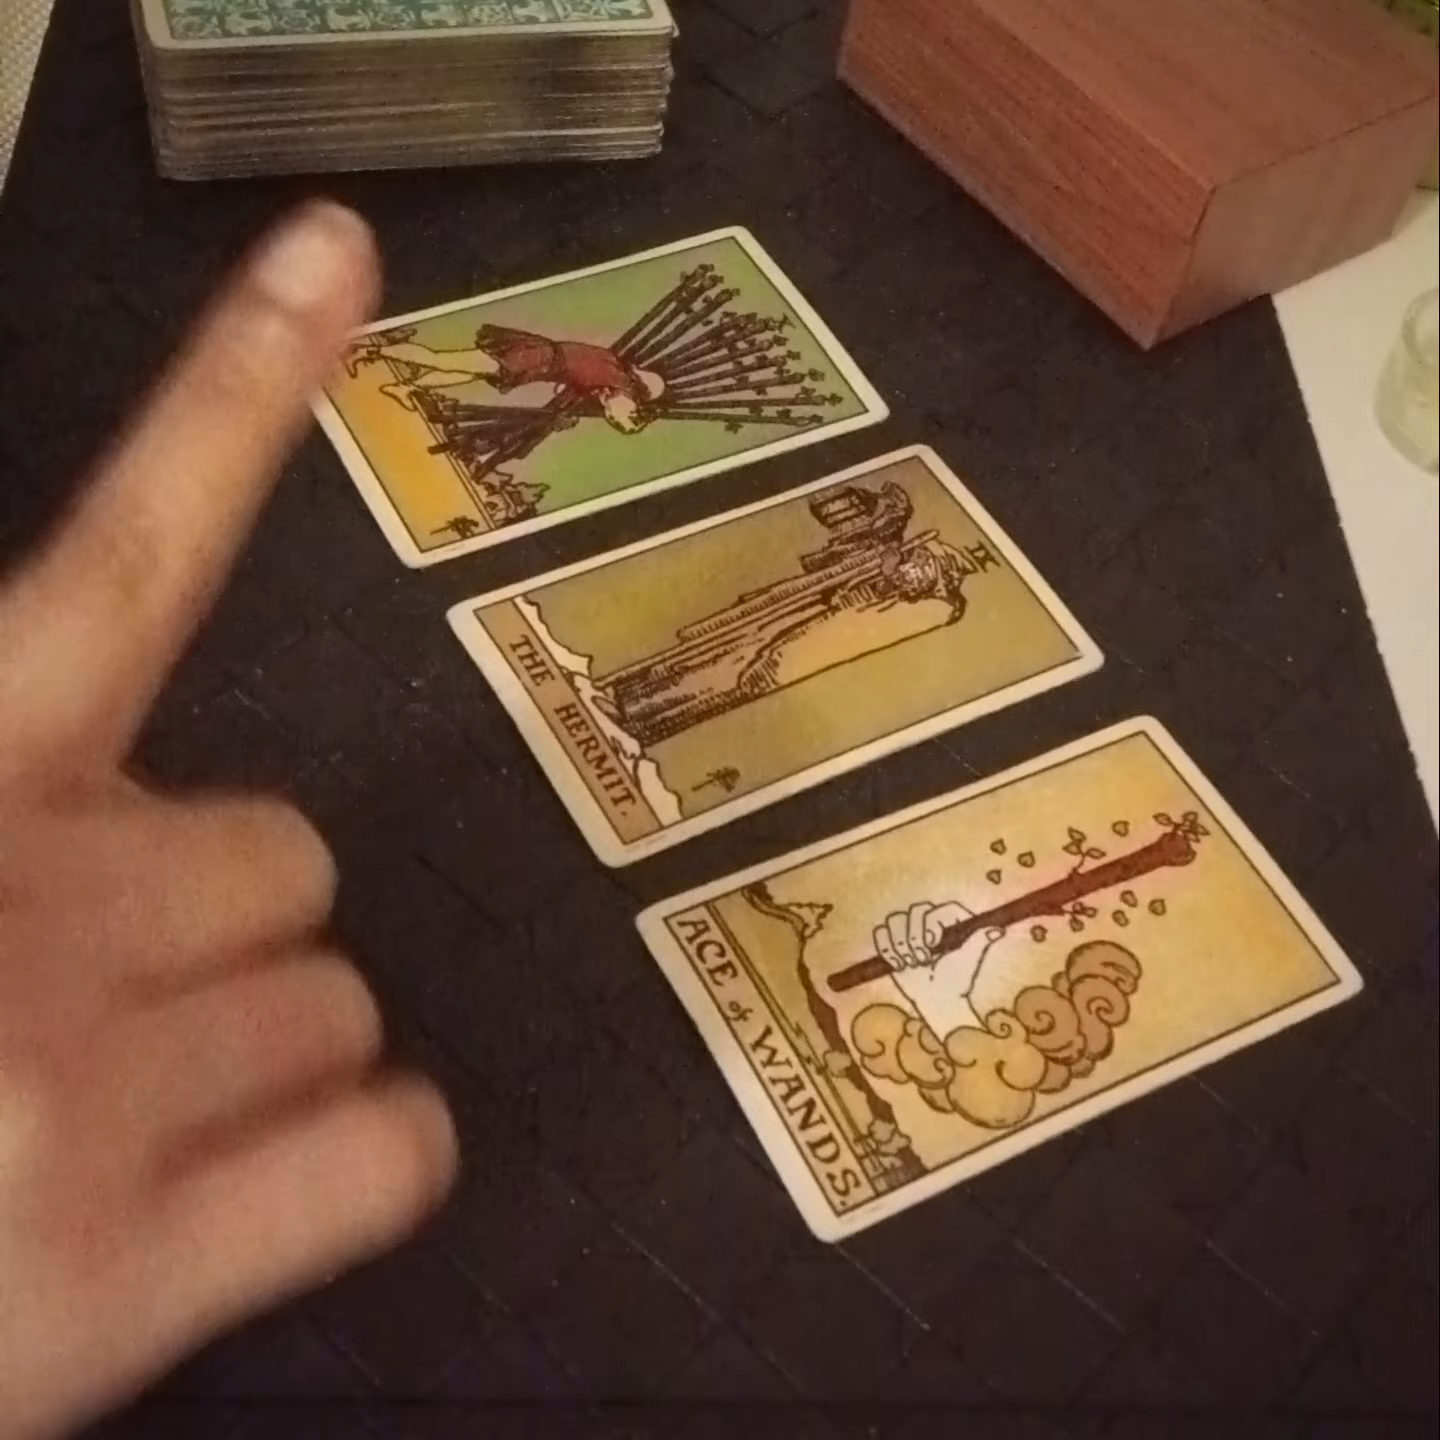 X
IX
THE HERMIT.
ACE of WANDS.